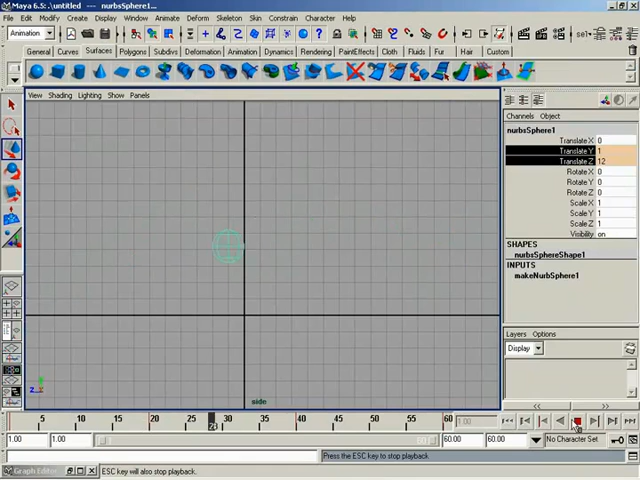 Maya 6.5: .\untitled --- nurbsSphere1...
File Edit Modify Create Display Window Animate Deform Skeleton Skin Constrain Character Help
Animation
sel
General Curves Surfaces Polygons Subdivs Deformation Animation Dynamics Rendering PaintEffects Cloth Fluids Fur Hair Custom
View Shading Lighting Show Panels
Channels Object
nurbsSphere1
Translate X 0
Translate Y 1
Translate Z 12
Rotate X 0
Rotate Y 0
Rotate Z 0
Scale X 1
Scale Y 1
Scale Z 1
Visibility on
SHAPES
nurbsSphereShape1
INPUTS
makeNurbSphere1
Layers Options
Display
z
side
5 10 15 20 25 30 35 40 45 50 55 60
1.00
1.00 1.00 60.00 60.00 No Character Set
Press the ESC key to stop playback.
Graph Editor
ESC key will also stop playback.